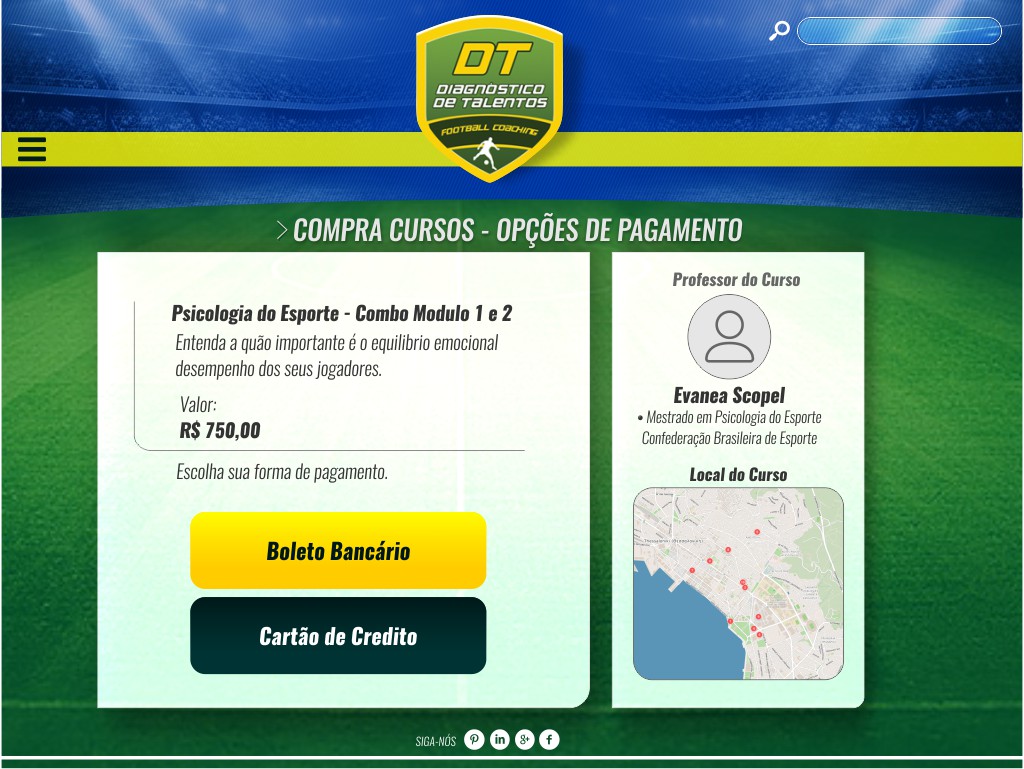 DT
DIAGNOSTICO
DE TALENTOS
FOOTBALL COACHING
COMPRA CURSOS - OPÇÕES DE PAGAMENTO
Psicologia do Esporte - Combo Modulo 1 e 2
Entenda a quão importante é o equilibrio emocional
desempenho dos seus jogadores.
Valor:
R$ 750,00
Escolha sua forma de pagamento.
Boleto Bancário
Cartão de Credito
Professor do Curso
Evanea Scopel
• Mestrado em Psicologia do Esporte
Confederação Brasileira de Esporte
Local do Curso
SIGA-NÓS